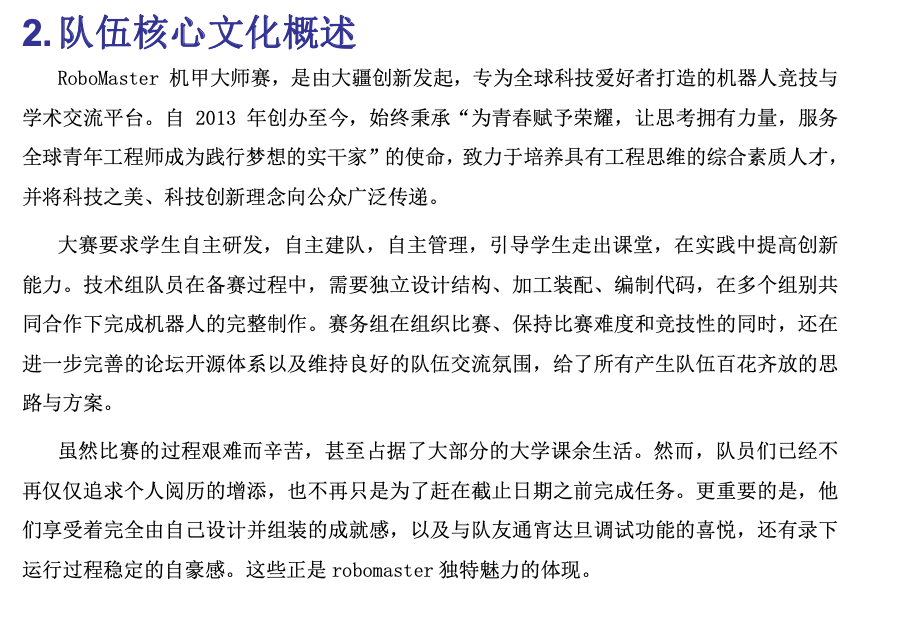 2. 队伍核心文化概述
RoboMaster 机甲大师赛，是由大疆创新发起，专为全球科技爱好者打造的机器人竞技与
学术交流平台。自 2013 年创办至今，始终秉承“为青春赋予荣耀，让思考拥有力量，服务
全球青年工程师成为践行梦想的实干家”的使命，致力于培养具有工程思维的综合素质人才，
并将科技之美、科技创新理念向公众广泛传递。
大赛要求学生自主研发，自主建队，自主管理，引导学生走出课堂，在实践中提高创新
能力。技术组队员在备赛过程中，需要独立设计结构、加工装配、编制代码，在多个组别共
同合作下完成机器人的完整制作。赛务组在组织比赛、保持比赛难度和竞技性的同时，还在
进一步完善的论坛开源体系以及维持良好的队伍交流氛围，给了所有产生队伍百花齐放的思
路与方案。
虽然比赛的过程艰难而辛苦，甚至占据了大部分的大学课余生活。然而，队员们已经不
再仅仅追求个人阅历的增添，也不再只是为了赶在截止日期之前完成任务。更重要的是，他
们享受着完全由自己设计并组装的成就感，以及与队友通宵达旦调试功能的喜悦，还有录下
运行过程稳定的自豪感。这些正是 robomaster 独特魅力的体现。